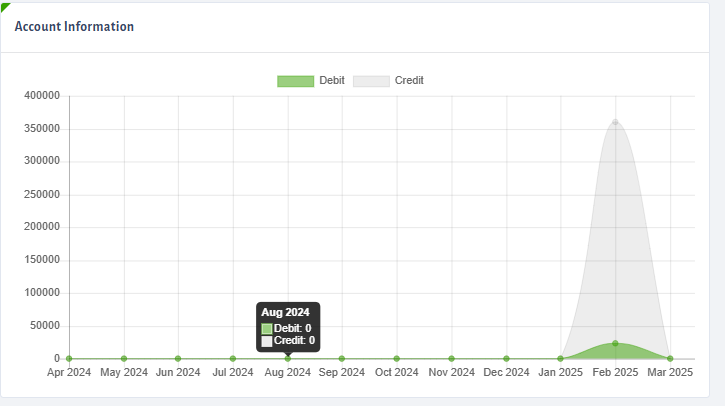 Account Information
Debit Credit
400000
350000
300000
250000
200000
150000
100000
50000
0
Aug 2024
Debit: 0
Credit: 0
Apr 2024 May 2024 Jun 2024 Jul 2024 Aug 2024 Sep 2024 Oct 2024 Nov 2024 Dec 2024 Jan 2025 Feb 2025 Mar 2025